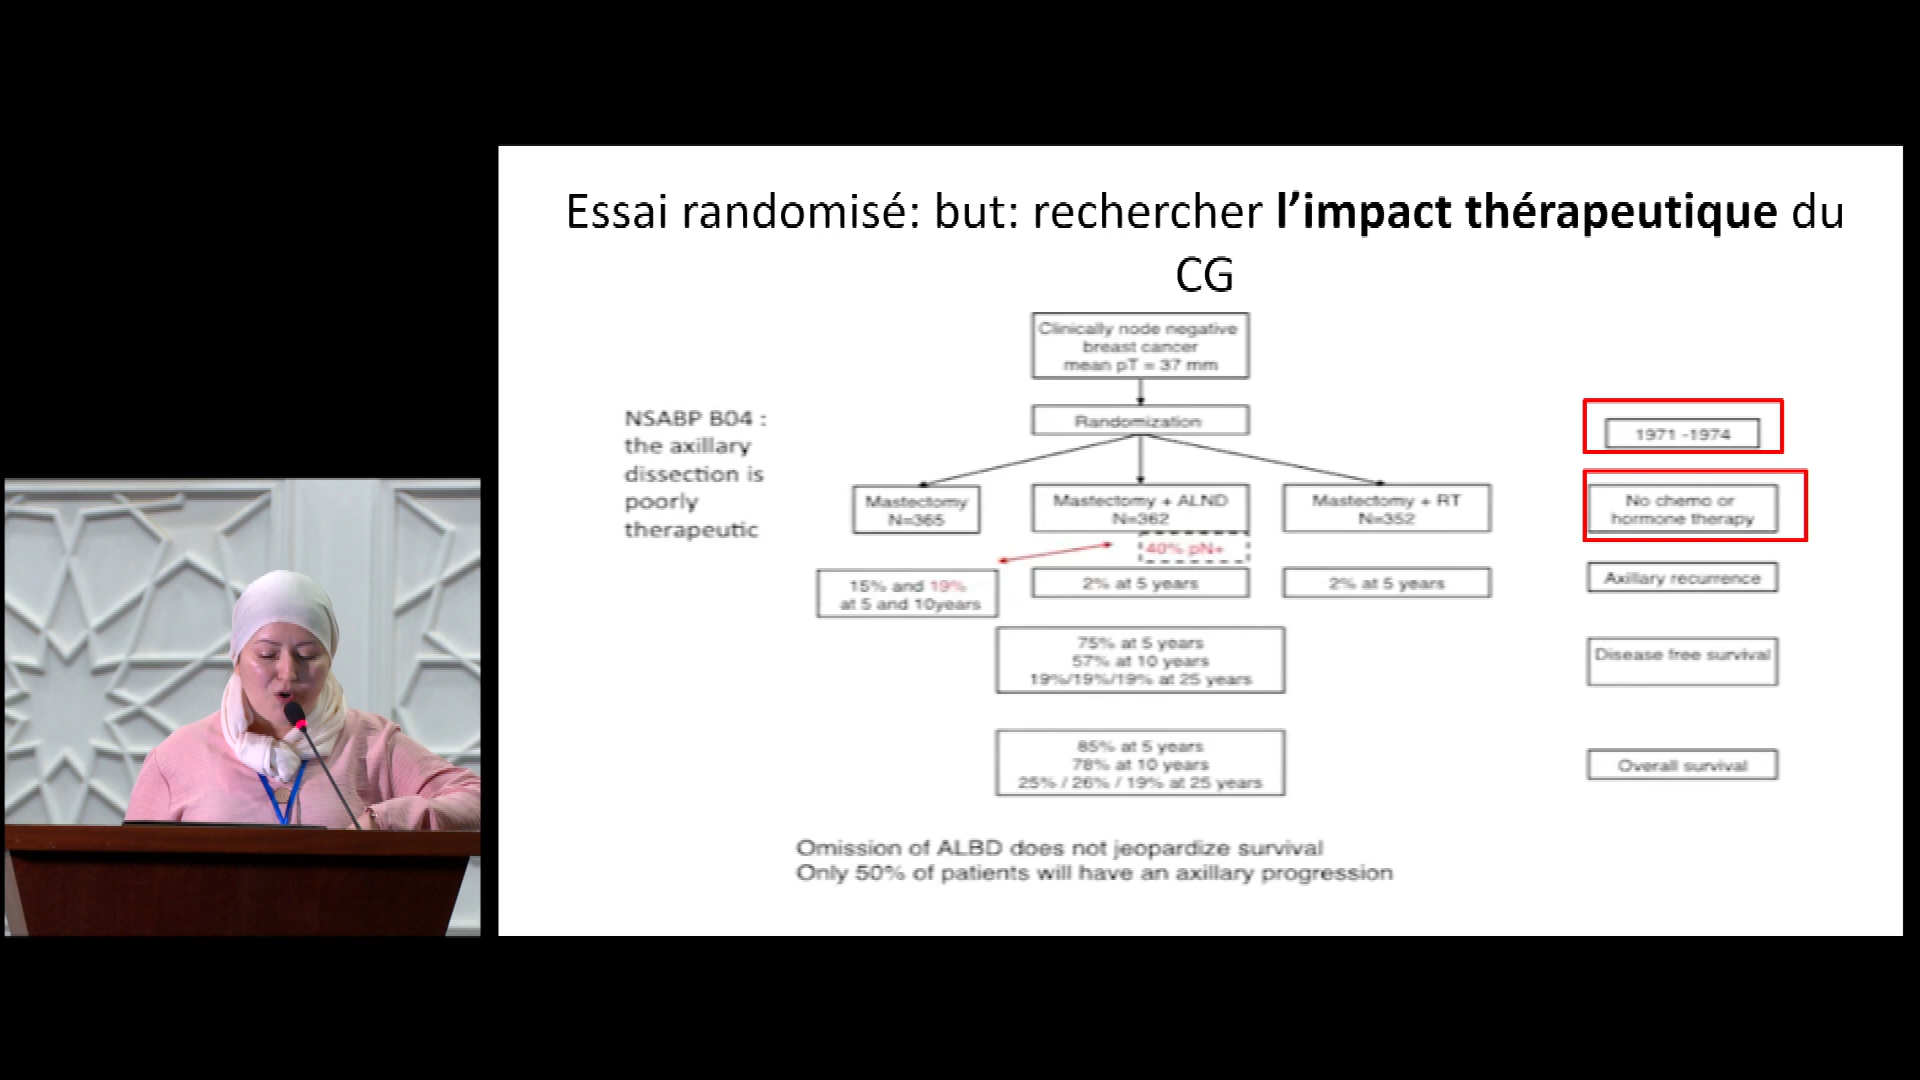 Essai randomisé: but: rechercher l’impact thérapeutique du
CG
Clinically node negative
breast cancer
mean pT = 37 mm
NSABP B04 :
the axillary
dissection is
poorly
therapeutic
Randomization
1971 -1974
Mastectomy
N=365
Mastectomy + ALND
N=362
Mastectomy + RT
N=352
No chemo or
hormone therapy
40% pN+
15% and 19%
at 5 and 10years
2% at 5 years
2% at 5 years
Axillary recurrence
75% at 5 years
57% at 10 years
19%/19%/19% at 25 years
Disease free survival
85% at 5 years
78% at 10 years
25% / 26% / 19% at 25 years
Overall survival
Omission of ALBD does not jeopardize survival
Only 50% of patients will have an axillary progression